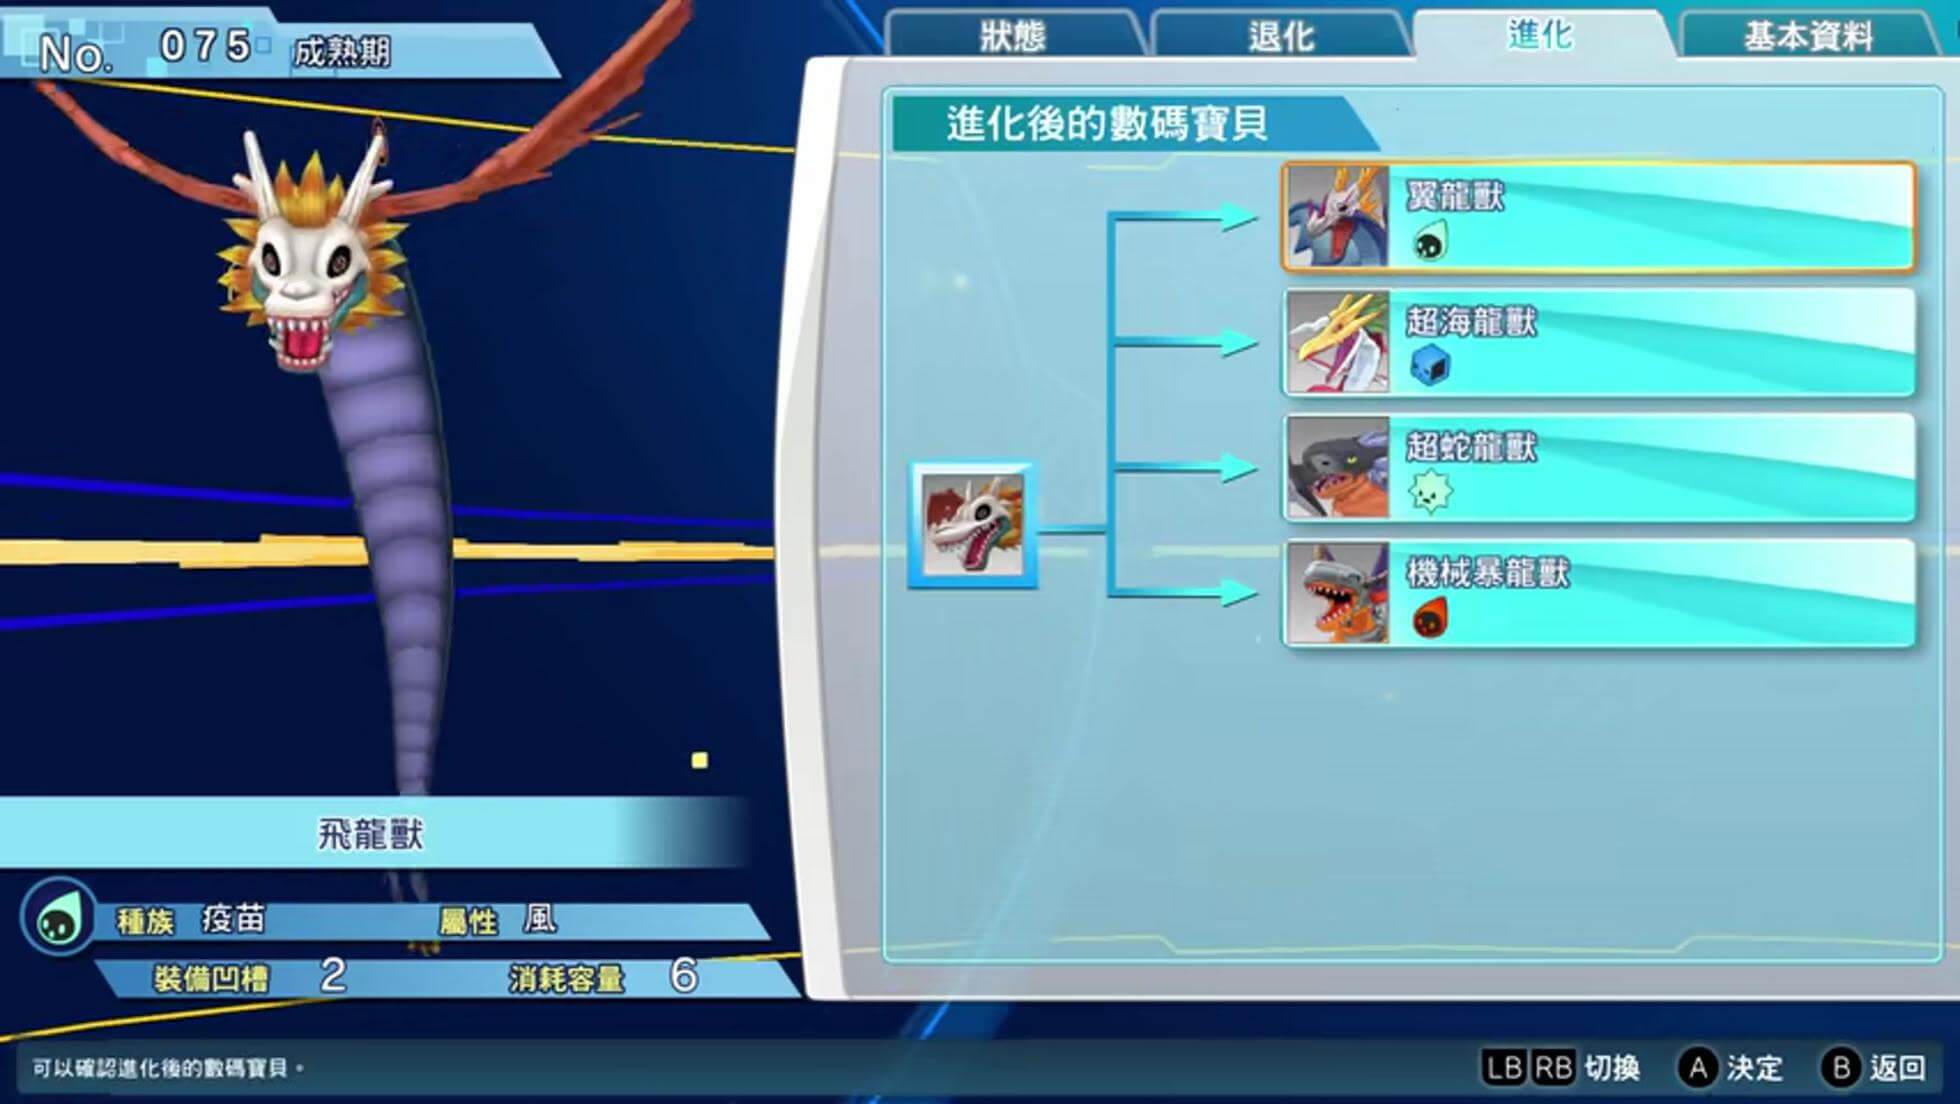 No. 075 成熟期
狀態
退化
進化
基本資料
進化後的數碼寶貝
翼龍獸
超海龍獸
超蛇龍獸
機械暴龍獸
飛龍獸
種族 疫苗 屬性 風
裝備凹槽 2 消耗容量 6
可以確認進化後的數碼寶貝。
LB RB 切換 A 決定 B 返回